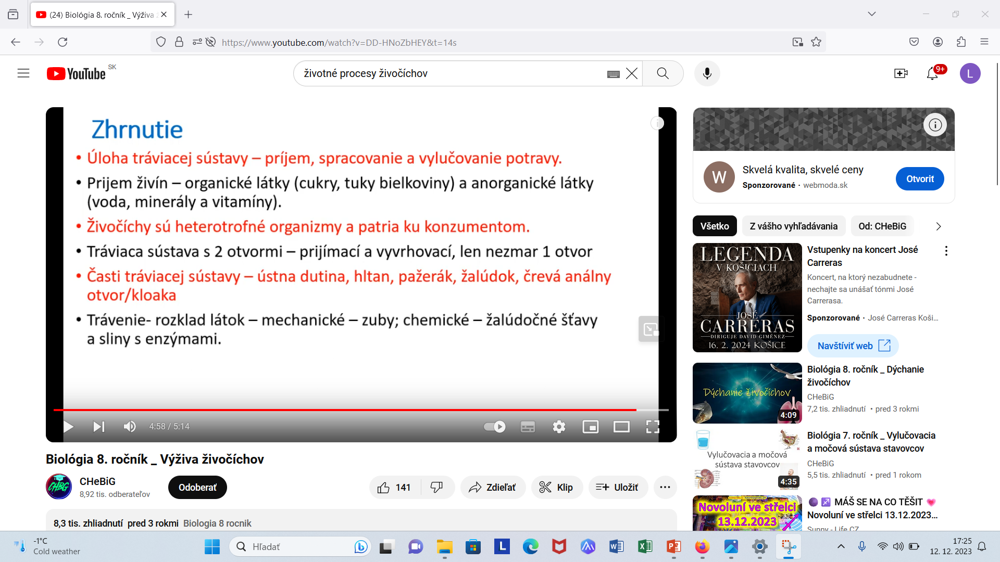 (24) Biológia 8. ročník _ Výživa ž
https://www.youtube.com/watch?v=DD-HNoZbHEY&t=14s
YouTube SK
životné procesy živočíchov
9+
L
Zhrnutie
• Úloha tráviacej sústavy – príjem, spracovanie a vylučovanie potravy.
• Prijem živín – organické látky (cukry, tuky bielkoviny) a anorganické látky
(voda, minerály a vitamíny).
• Živočíchy sú heterotrofné organizmy a patria ku konzumentom.
• Tráviaca sústava s 2 otvormi – prijímací a vyvrhovací, len nezmar 1 otvor
• Časti tráviacej sústavy – ústna dutina, hltan, pažerák, žalúdok, črevá análny
otvor/kloaka
• Trávenie- rozklad látok – mechanické – zuby; chemické – žalúdočné šťavy
a sliny s enzýmami.
4:58 / 5:14
Biológia 8. ročník _ Výživa živočíchov
CHBG
CHeBiG
8,92 tis. odberateľov
Odoberať
141
Zdieľať
Klip
Uložiť
8,3 tis. zhliadnutí pred 3 rokmi Biologia 8 rocnik
W
Skvelá kvalita, skvelé ceny
Sponzorované · webmoda.sk
Otvoriť
Všetko
Z vášho vyhľadávania
Od: CHeBiG
LEGENDA
V KOŠICIACH
JOSÉ
CARRERAS
DIRIGUJE DAVID GIMÉNEZ
16. 2. 2024 KOŠICE
Vstupenky na koncert José
Carreras
Koncert, na ktorý nezabudnete -
nechajte sa unášať tónmi José
Carrerasa.
Sponzorované · José Carreras Koši...
Navštíviť web
Dýchanie živočíchov
4:09
Biológia 8. ročník _ Dýchanie
živočíchov
CHeBiG
7,2 tis. zhliadnutí • pred 3 rokmi
Vylučovacia a močová
sústava stavovcov
4:35
Biológia 7. ročník _ Vylučovacia
a močová sústava stavovcov
CHeBiG
5,5 tis. zhliadnutí • pred 1 rokom
Novoluní ve střelci
13.12.2023
MÁŠ SE NA CO TĚŠIT
Novoluní ve střelci 13.12.2023...
Sunny - Life CZ
-1°C
Cold weather
Hľadať
L
17:25
12. 12. 2023